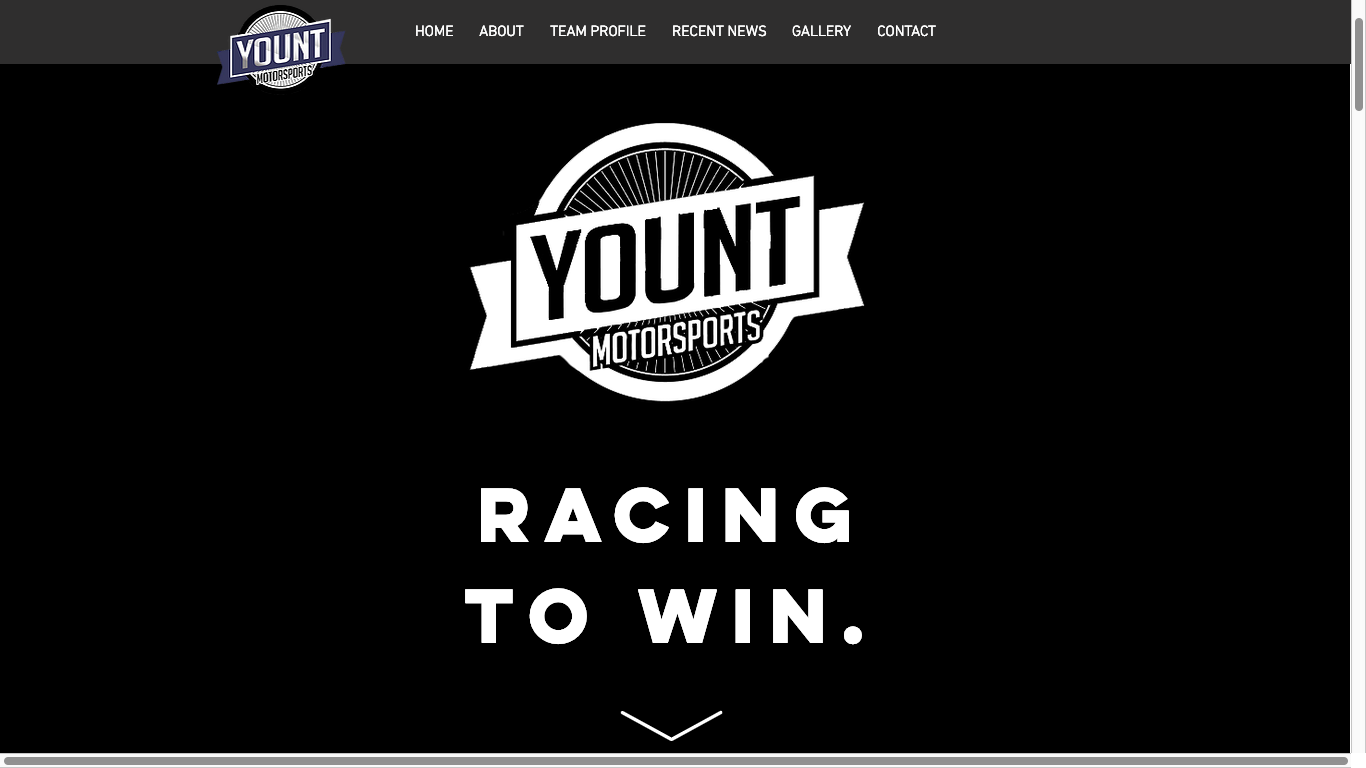 YOUNT
MOTORSPORTS
HOME
ABOUT
TEAM PROFILE
RECENT NEWS
GALLERY
CONTACT
YOUNT
MOTORSPORTS
RACING
TO WIN.